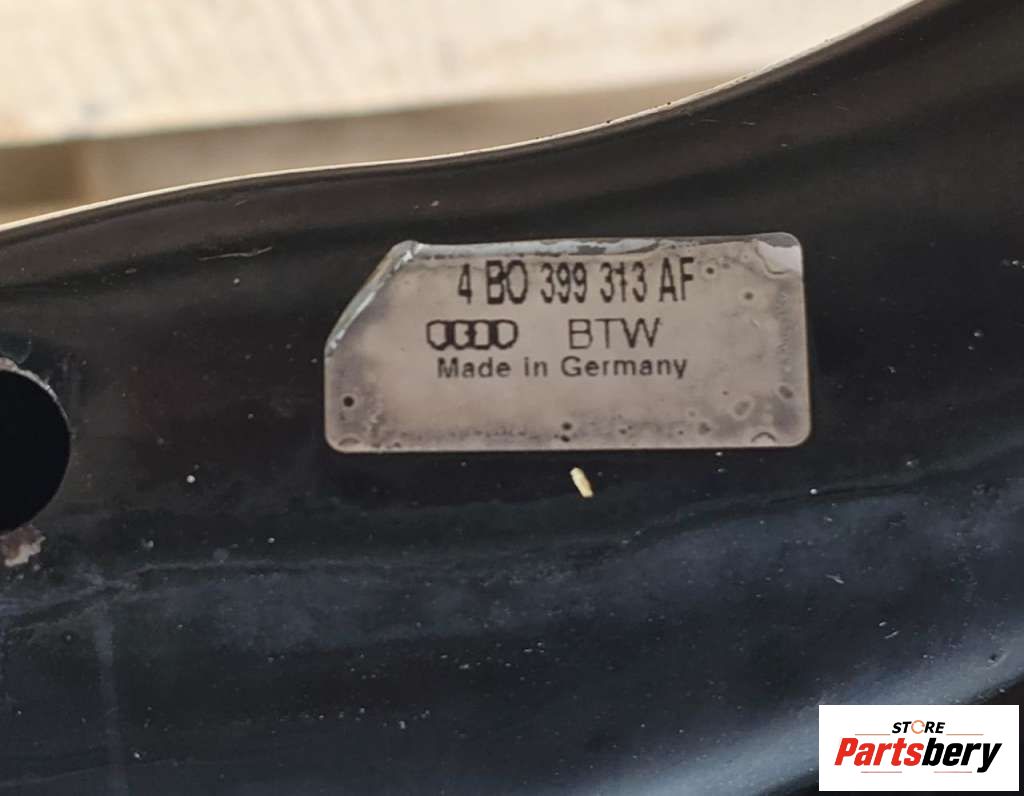 4 B0 399 313 AF
BTW
Made in Germany
STORE
Partsbery